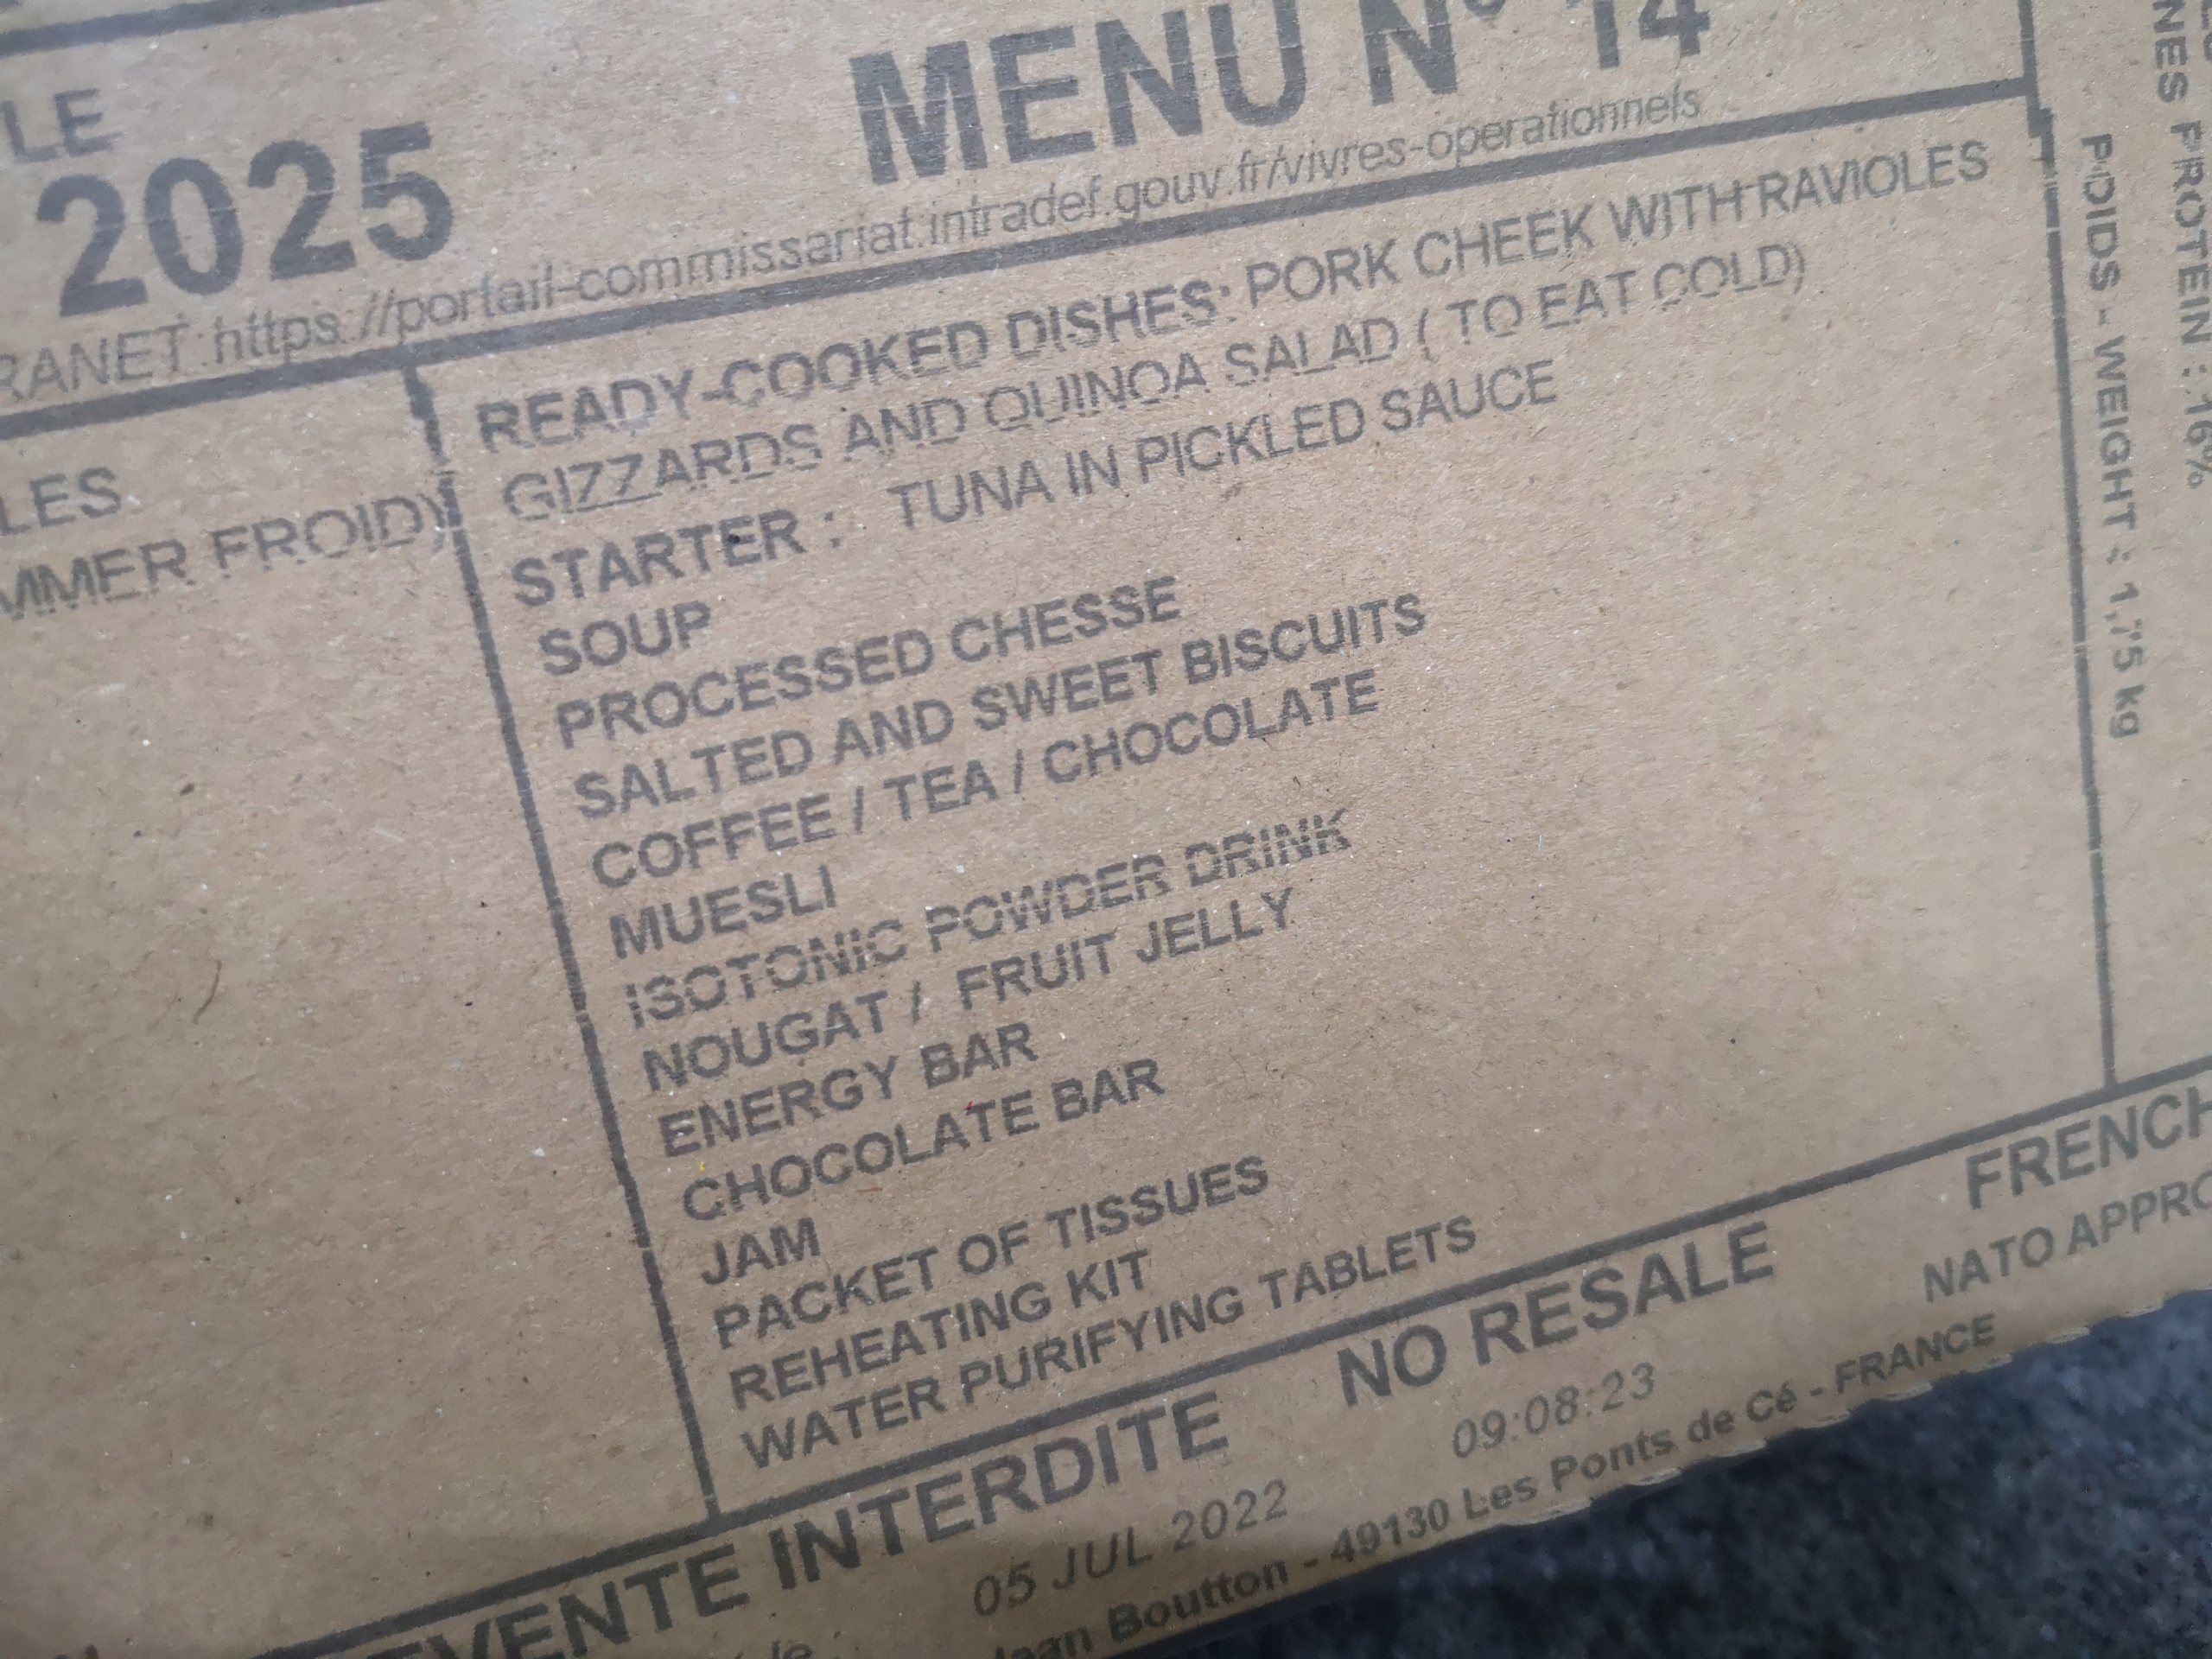 MENU N° 14
LE
2025
RANET : https://portail-commissariat.intradef.gouv.fr/vivres-operationnels
LES
MMER FROID)
READY-COOKED DISHES: PORK CHEEK WITH RAVIOLES
GIZZARDS AND QUINOA SALAD ( TO EAT COLD)
STARTER : TUNA IN PICKLED SAUCE
SOUP
PROCESSED CHESSE
SALTED AND SWEET BISCUITS
COFFEE / TEA / CHOCOLATE
MUESLI
ISOTONIC POWDER DRINK
NOUGAT / FRUIT JELLY
ENERGY BAR
CHOCOLATE BAR
JAM
PACKET OF TISSUES
REHEATING KIT
WATER PURIFYING TABLETS
POIDS - WEIGHT : 1,75 kg
NES PROTEIN : 16%
EVENTE INTERDITE NO RESALE FRENCH
NATO APPRO
05 JUL 2022 09:08:23
Jean Boutton - 49130 Les Ponts de Cé - FRANCE